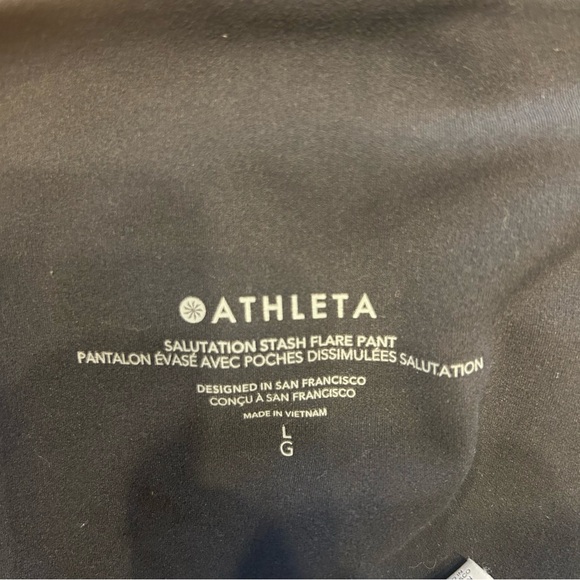 ATHLETA
SALUTATION STASH FLARE PANT
PANTALON ÉVASÉ AVEC POCHES DISSIMULÉES SALUTATION
DESIGNED IN SAN FRANCISCO
CONÇU À SAN FRANCISCO
MADE IN VIETNAM
L
G